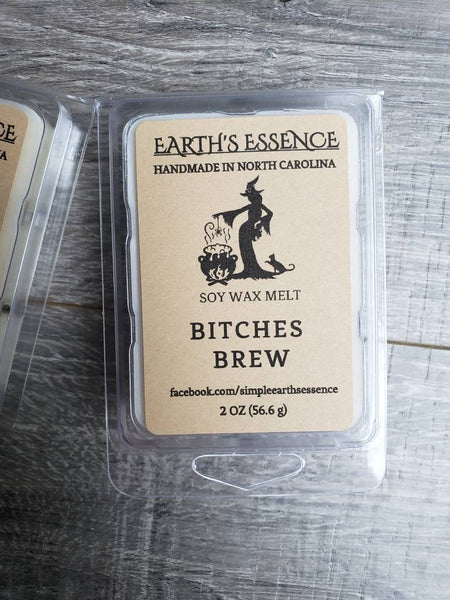 EARTH'S ESSENCE
HANDMADE IN NORTH CAROLINA
SOY WAX MELT
BITCHES
BREW
facebook.com/simpleearthsessence
2 OZ (56.6 g)